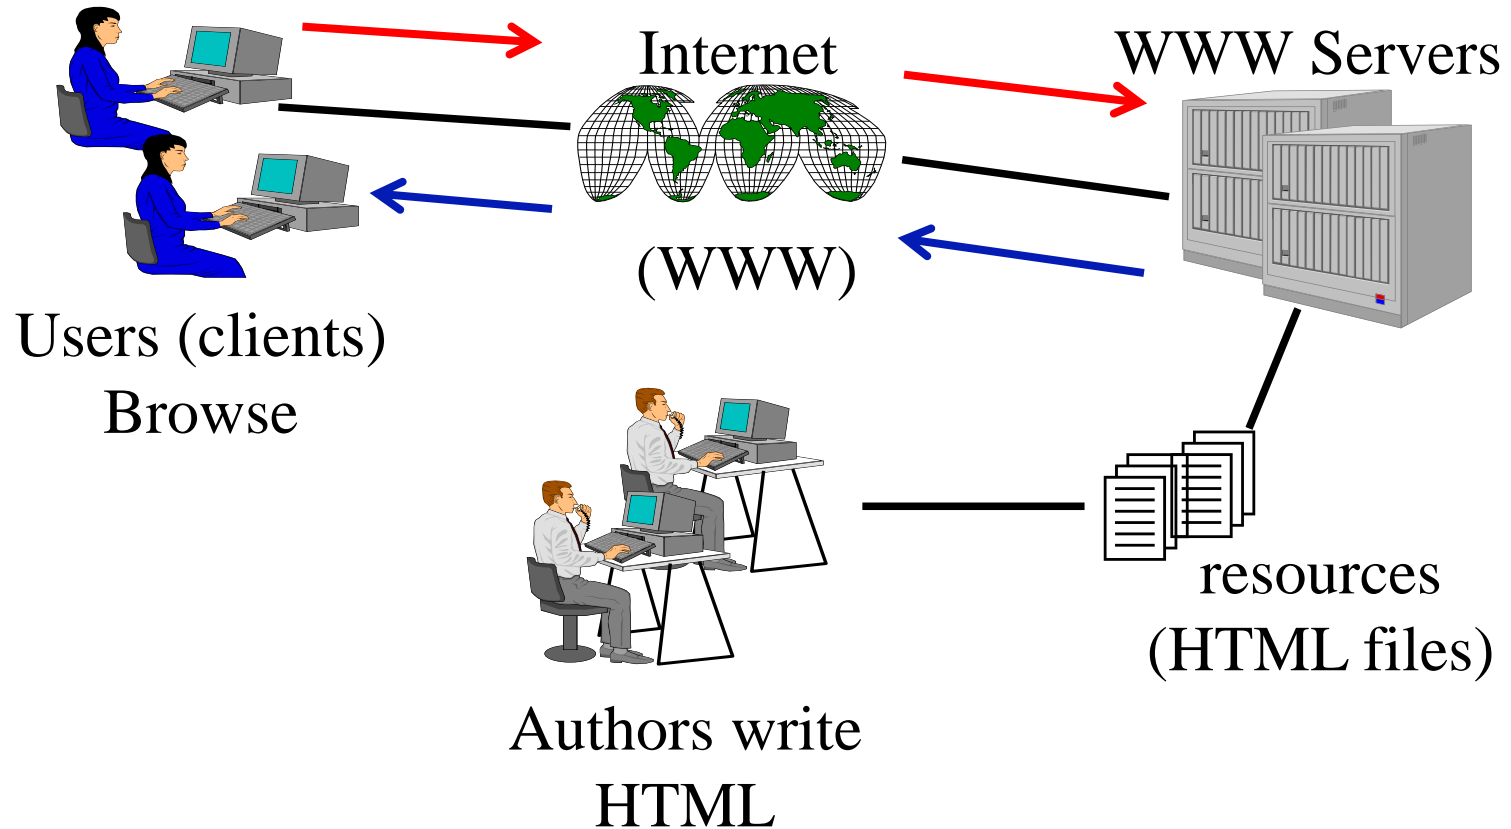 Internet
WWW Servers
(WWW)
Users (clients)
Browse
resources
(HTML files)
Authors write
HTML